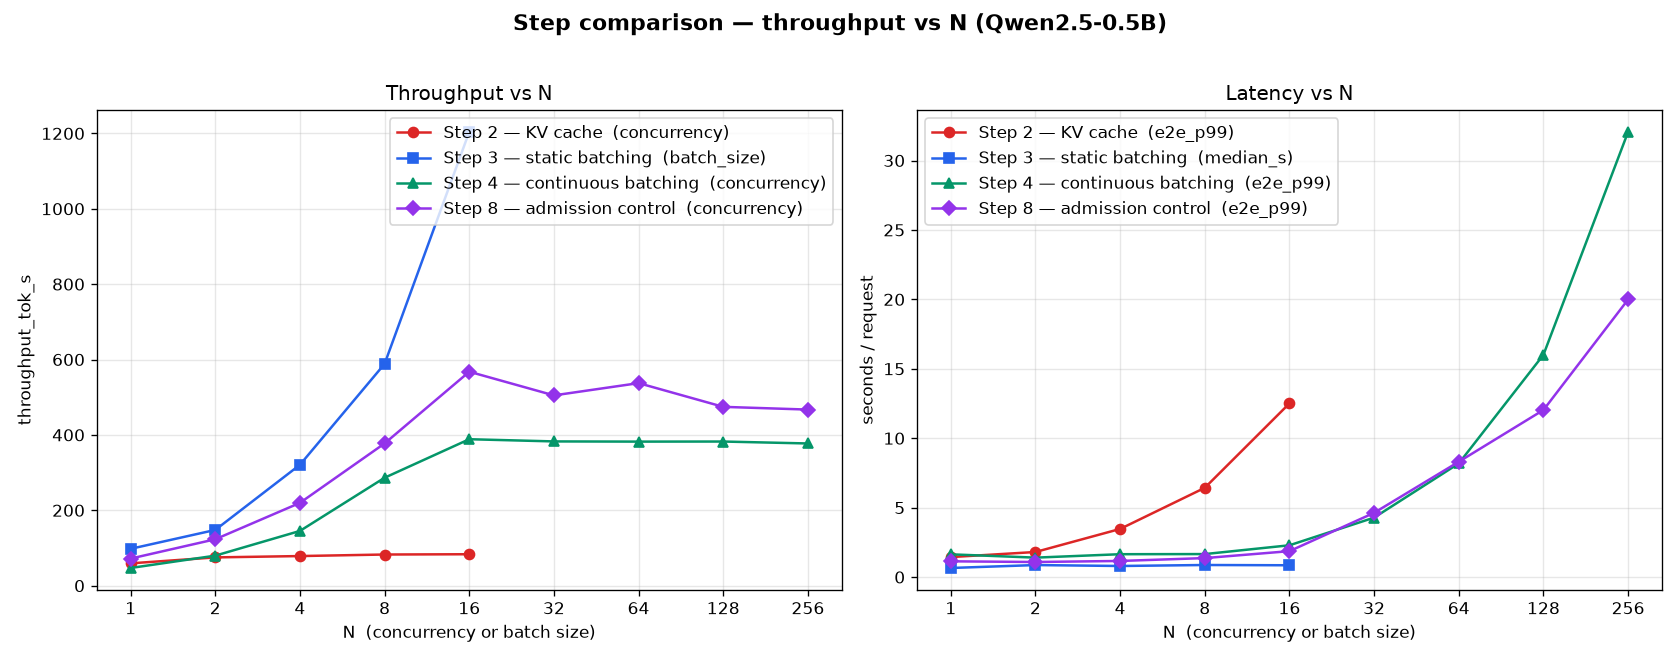 Step comparison — throughput vs N (Qwen2.5-0.5B)
Throughput vs N
throughput_tok_s
1200
1000
800
600
400
200
0
Step 2 — KV cache  (concurrency)
Step 3 — static batching  (batch_size)
Step 4 — continuous batching  (concurrency)
Step 8 — admission control  (concurrency)
1 2 4 8 16 32 64 128 256
N  (concurrency or batch size)
Latency vs N
seconds / request
30
25
20
15
10
5
0
Step 2 — KV cache  (e2e_p99)
Step 3 — static batching  (median_s)
Step 4 — continuous batching  (e2e_p99)
Step 8 — admission control  (e2e_p99)
1 2 4 8 16 32 64 128 256
N  (concurrency or batch size)